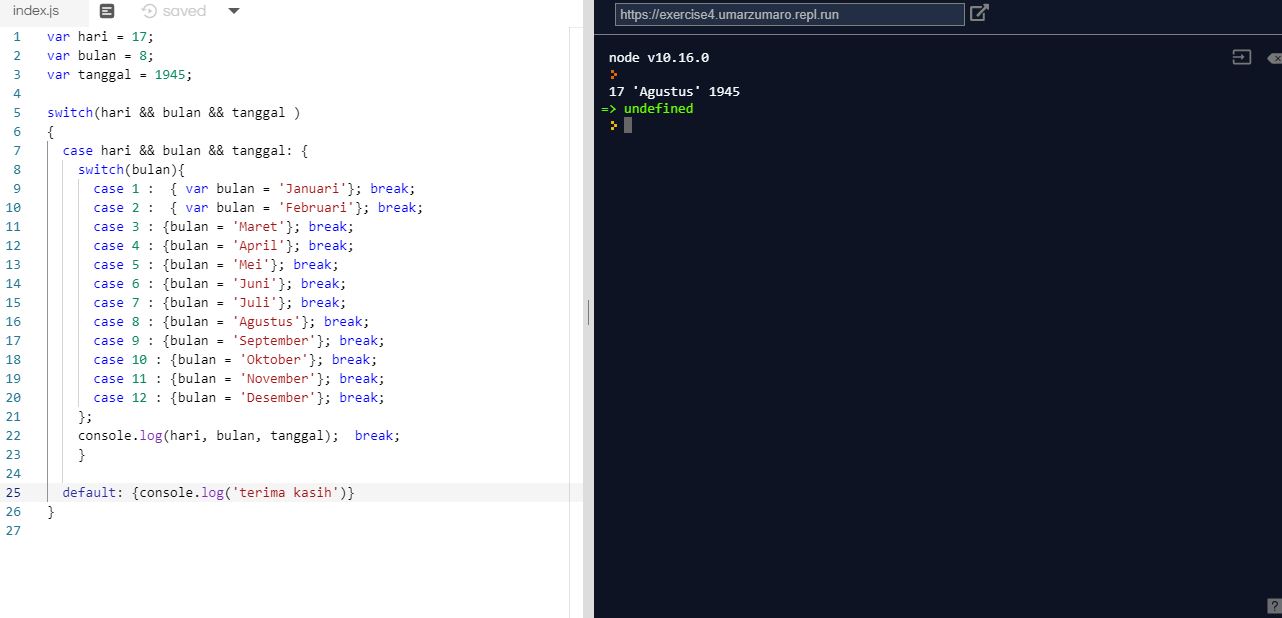 index.js saved
https://exercise4.umarzumaro.repl.run
1 var hari = 17;
2 var bulan = 8;
3 var tanggal = 1945;
4
5 switch(hari && bulan && tanggal )
6 {
7 case hari && bulan && tanggal: {
8 switch(bulan){
9 case 1 :  { var bulan = 'Januari'}; break;
10 case 2 :  { var bulan = 'Februari'}; break;
11 case 3 : {bulan = 'Maret'}; break;
12 case 4 : {bulan = 'April'}; break;
13 case 5 : {bulan = 'Mei'}; break;
14 case 6 : {bulan = 'Juni'}; break;
15 case 7 : {bulan = 'Juli'}; break;
16 case 8 : {bulan = 'Agustus'}; break;
17 case 9 : {bulan = 'September'}; break;
18 case 10 : {bulan = 'Oktober'}; break;
19 case 11 : {bulan = 'November'}; break;
20 case 12 : {bulan = 'Desember'}; break;
21 };
22 console.log(hari, bulan, tanggal);  break;
23 }
24
25 default: {console.log('terima kasih')}
26 }
27
node v10.16.0
>
17 'Agustus' 1945
=> undefined
>
?